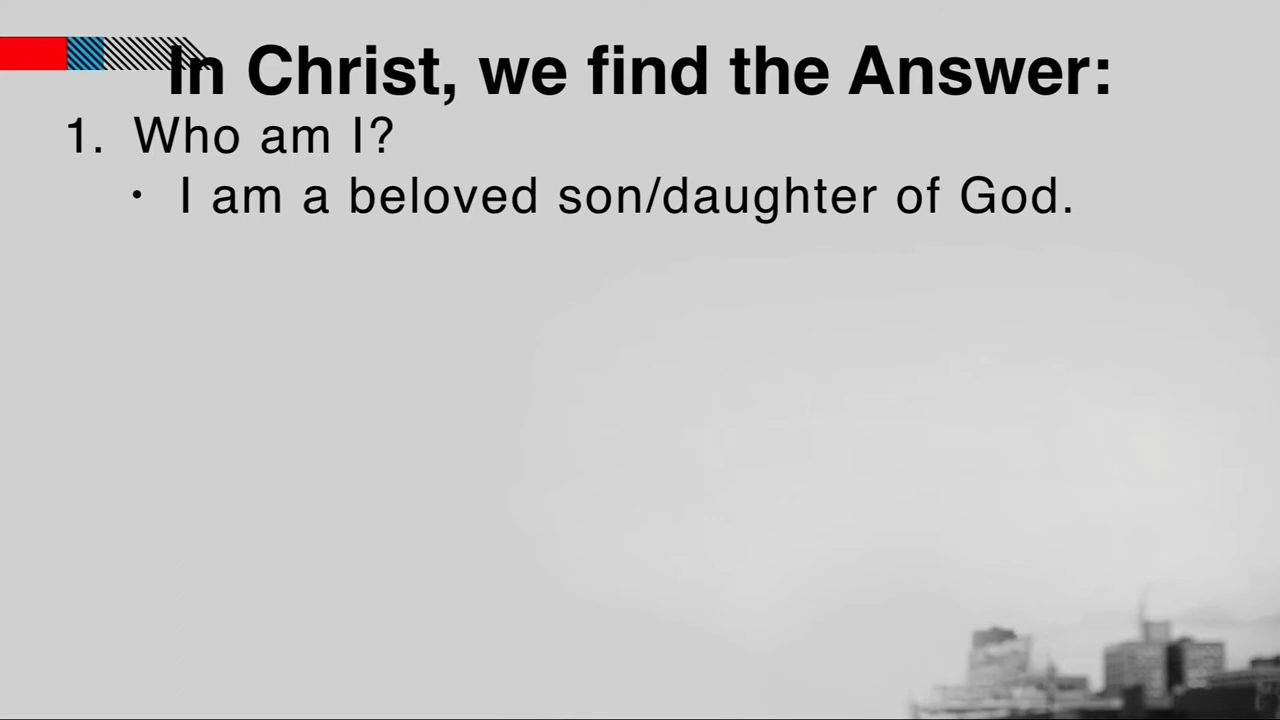 In Christ, we find the Answer:
1. Who am I?
• I am a beloved son/daughter of God.